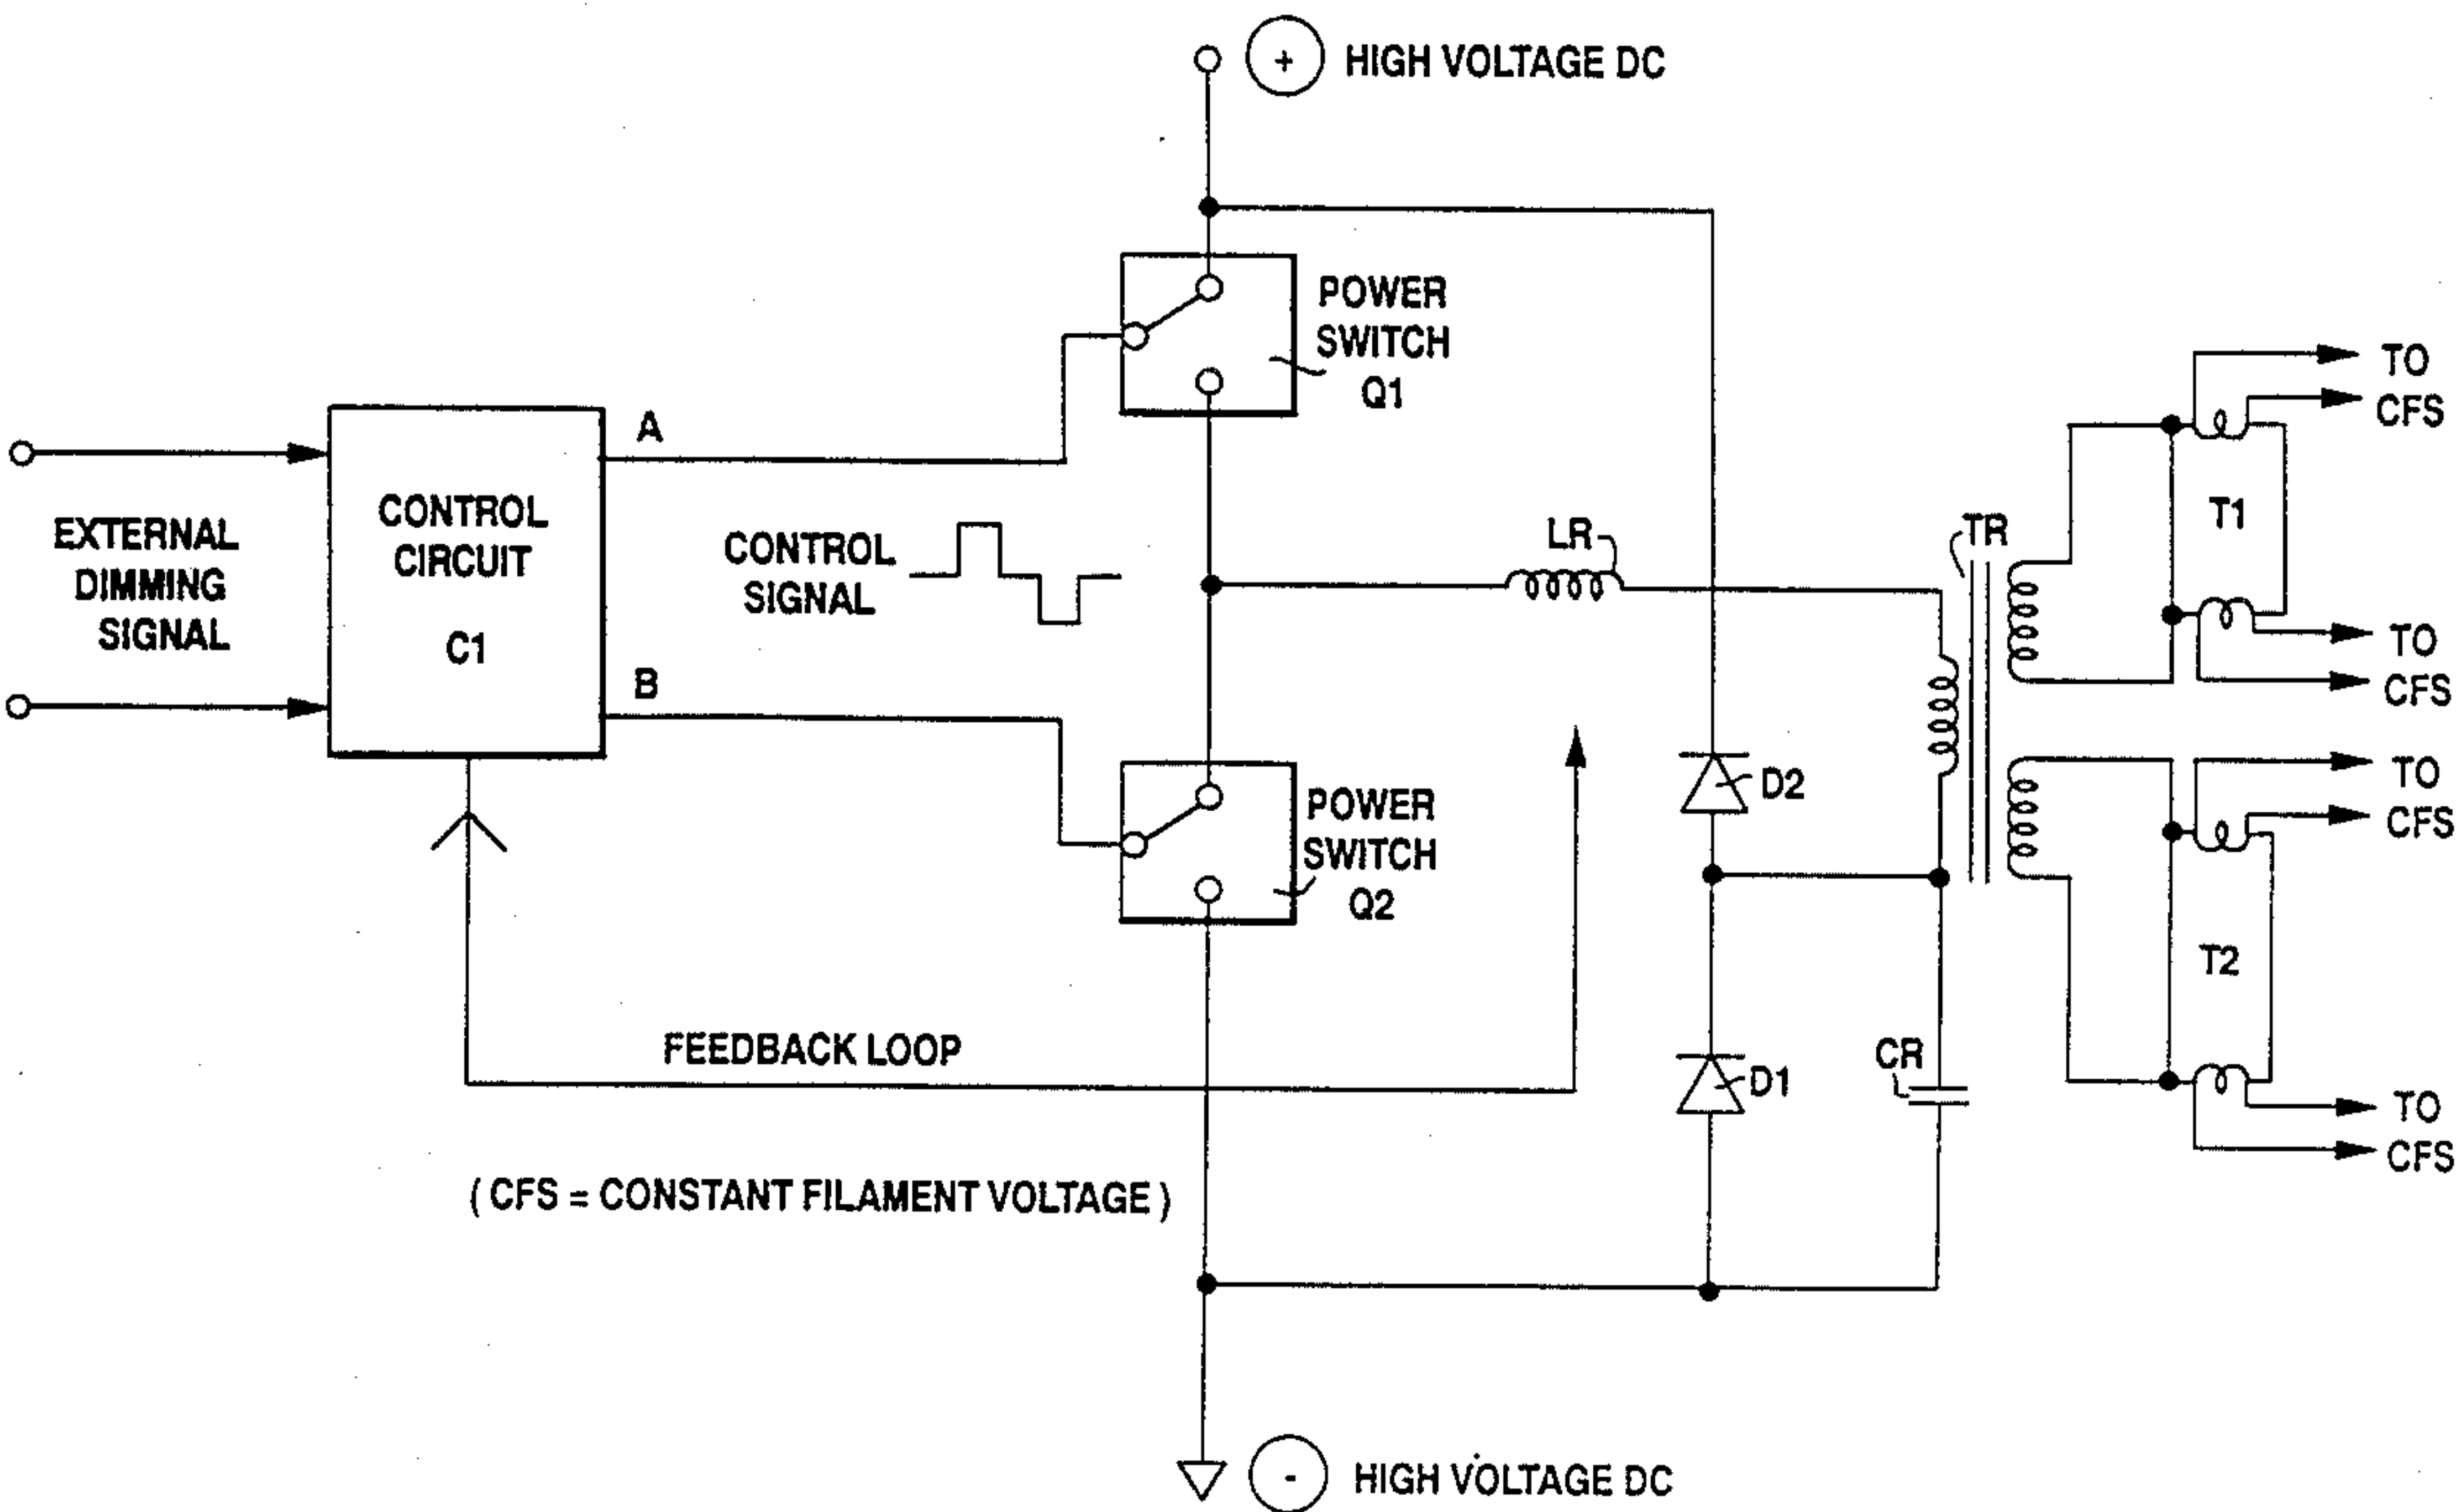 + HIGH VOLTAGE DC
POWER
SWITCH
Q1
TO
CFS
A
EXTERNAL
DIMMING
SIGNAL
CONTROL
CIRCUIT
C1
CONTROL
SIGNAL
LR
TR
T1
B
TO
CFS
POWER
SWITCH
Q2
D2
TO
CFS
T2
FEEDBACK LOOP
D1
CR
TO
CFS
( CFS = CONSTANT FILAMENT VOLTAGE )
- HIGH VOLTAGE DC